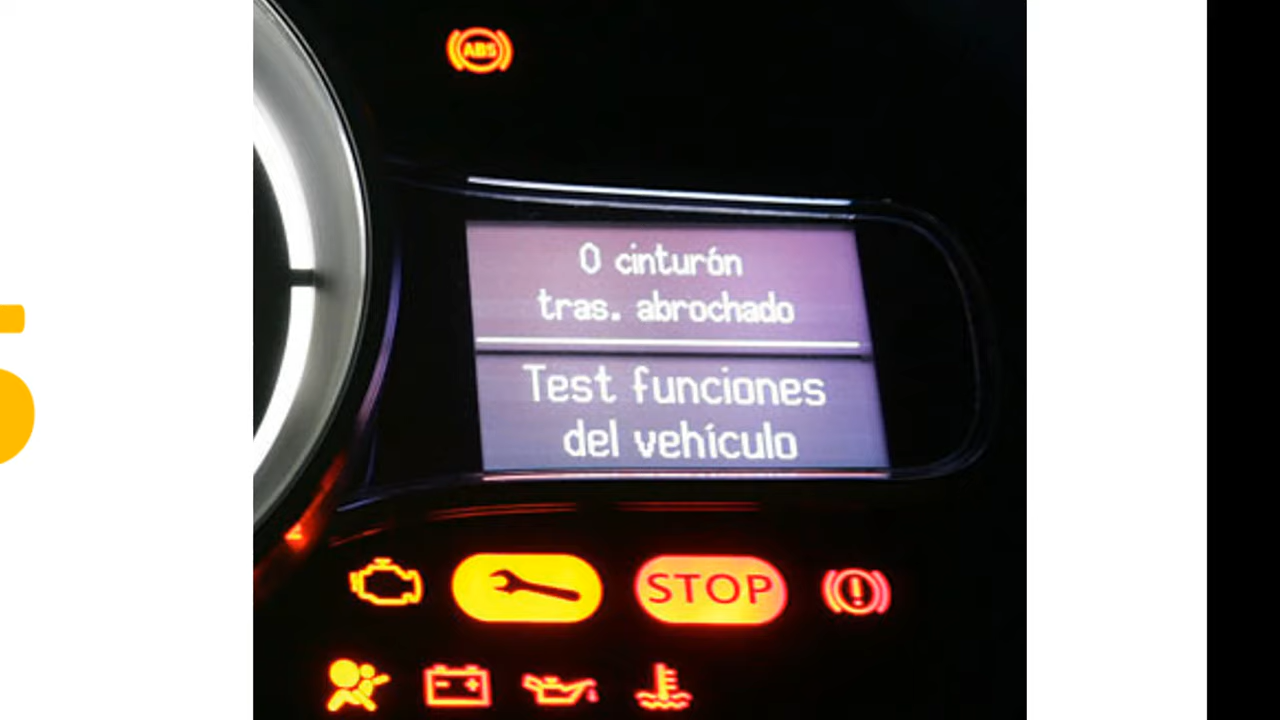 ABS
0 cinturón
tras. abrochado
Test funciones
del vehículo
STOP